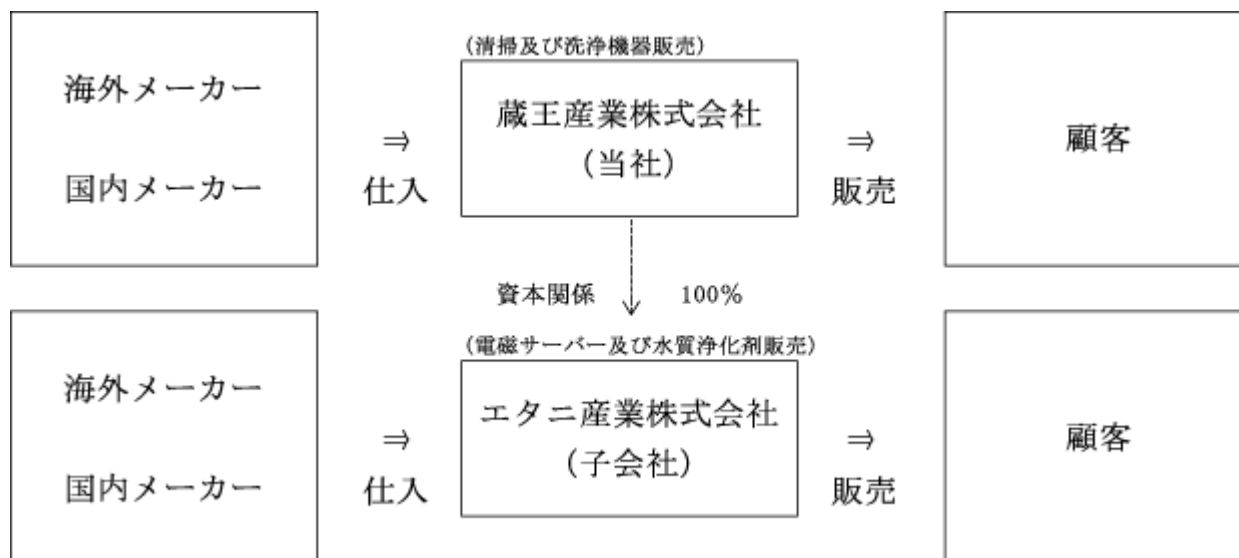 海外メーカー
国内メーカー
⇒
仕入
(清掃及び洗浄機器販売)
蔵王産業株式会社
(当社)
⇒
販売
顧客
資本関係 100%
海外メーカー
国内メーカー
⇒
仕入
(電磁サーバー及び水質浄化剤販売)
エタニ産業株式会社
(子会社)
⇒
販売
顧客